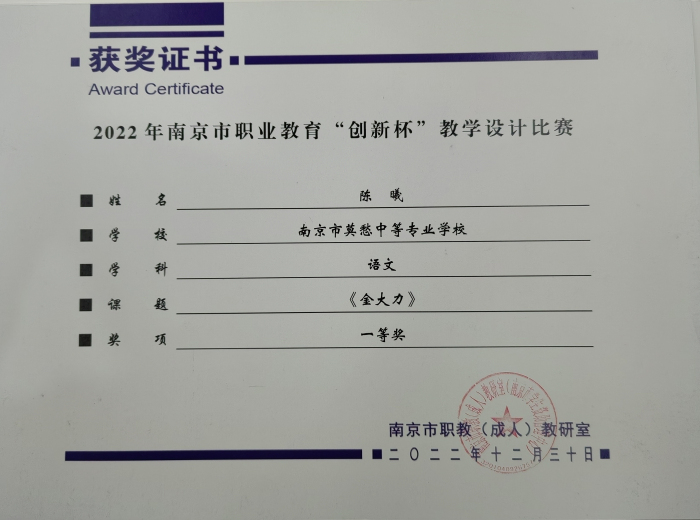 获奖证书
Award Certificate
2022年南京市职业教育“创新杯”教学设计比赛
姓 名 陈 曦
学 校 南京市莫愁中等专业学校
学 科 语文
课 题 《金大力》
奖 项 一等奖
南京市职教（成人）教研室
二〇二二年十二月三十日